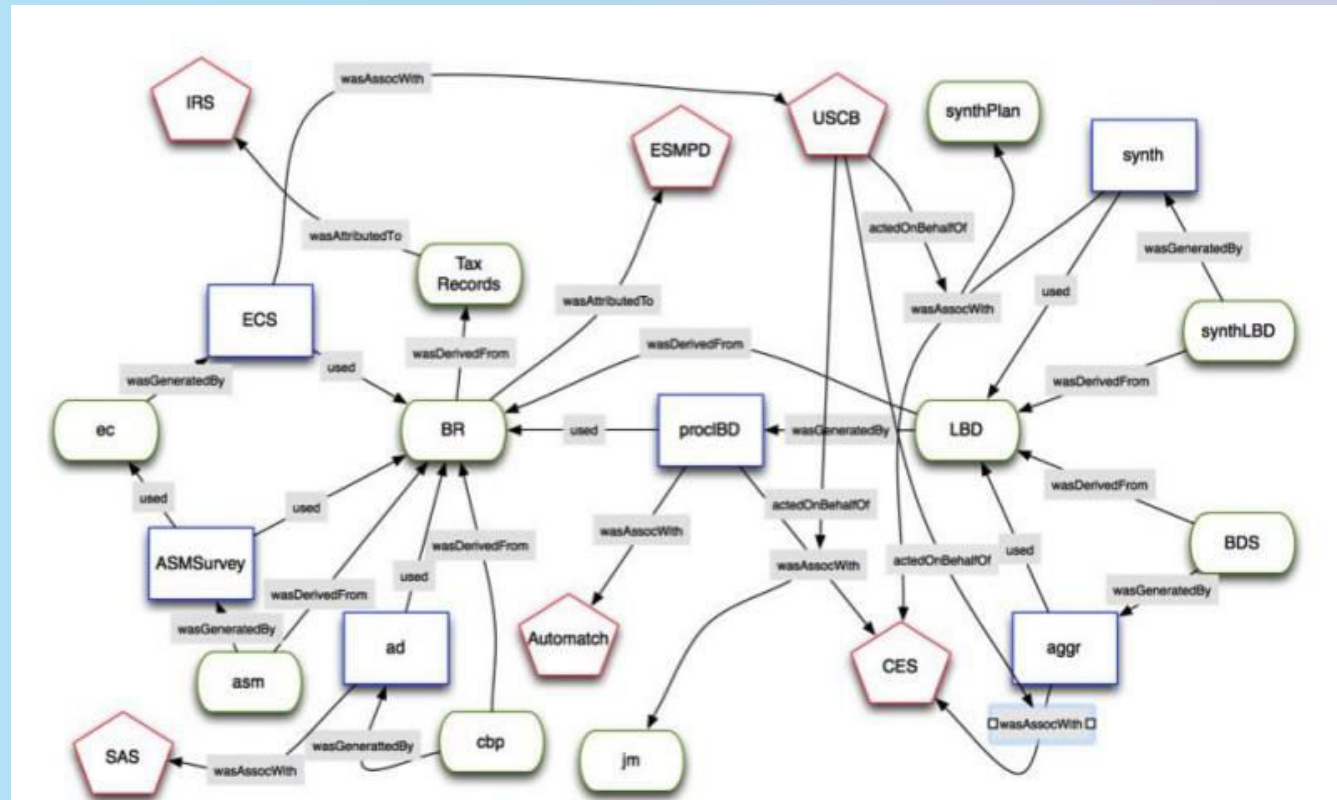 wasAssocWith
IRS
USCB
synthPlan
ESMPD
synth
wasAttributedTo
actedOnBehalfOf
wasGeneratedBy
Tax
Records
wasAttributedTo
used
wasAssocWith
ECS
synthLBD
wasDerivedFrom
wasDerivedFrom
used
wasGeneratedBy
wasDerivedFrom
ec
BR
used
procIBD
wasGeneratedBy
LBD
used
used
actedOnBehalfOf
wasDerivedFrom
wasAssocWith
BDS
ASMSurvey
wasDerivedFrom
used
actedOnBehalfOf
used
wasAssocWith
wasDerivedFrom
wasGeneratedBy
wasGeneratedBy
ad
Automatch
aggr
CES
asm
wasAssocWith
cbp
wasGenerattedBy
SAS
wasAssocWith
jm